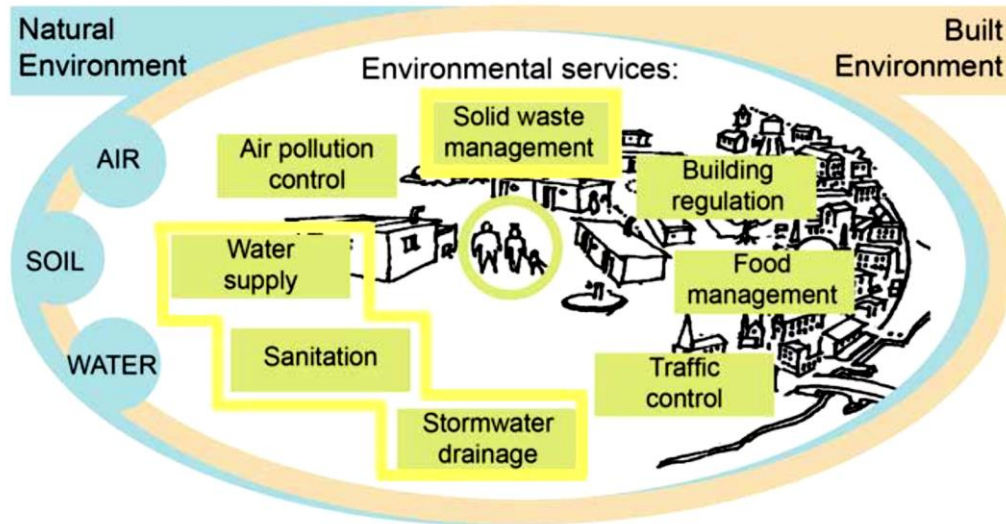 Natural
Environment
Built
Environment
Environmental services:
Solid waste
management
AIR
Air pollution
control
Building
regulation
SOIL
Water
supply
Food
management
WATER
Sanitation
Traffic
control
Stormwater
drainage